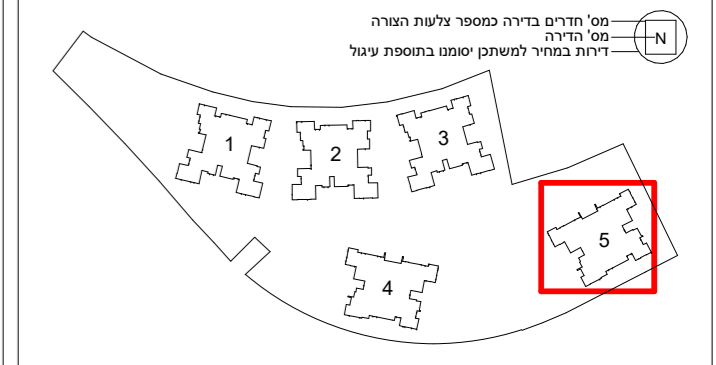 מס' חדרים בדירה כמספר צלעות הצורה
מס' הדירה
N
דירות במחיר למשתכן יסומנו בתוספת עיגול
1
2
3
5
4